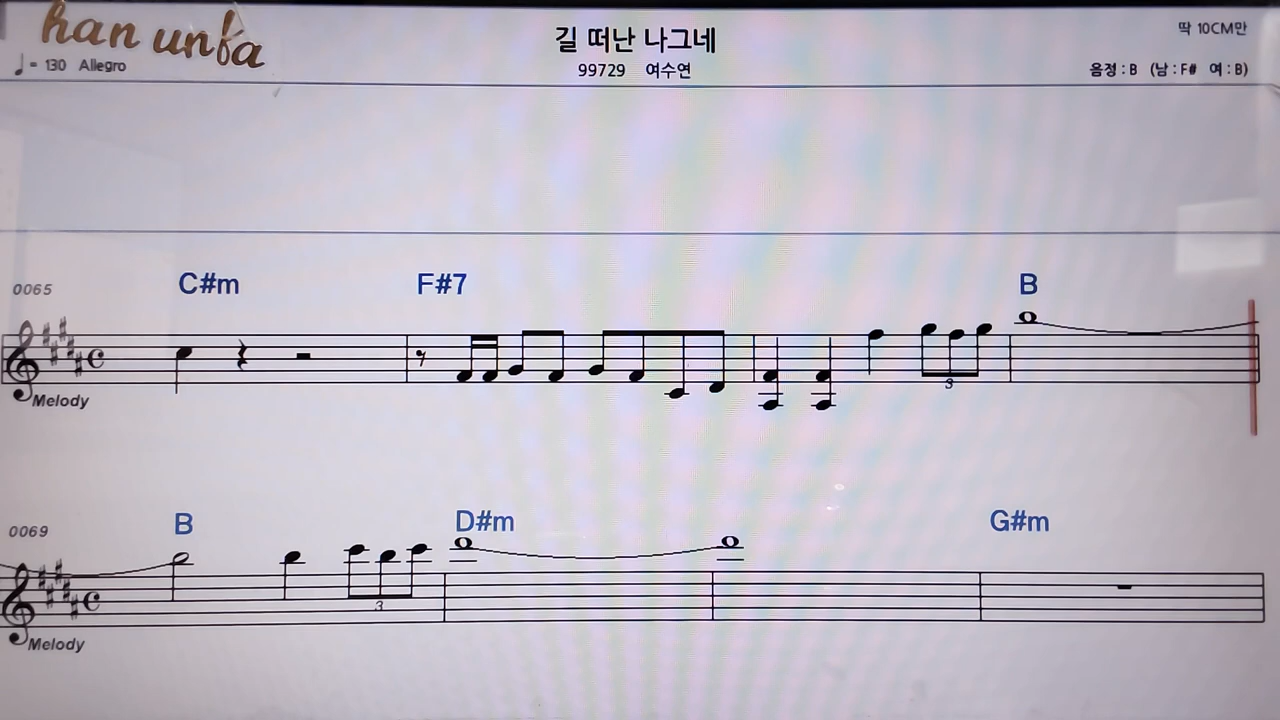 han unfa
길 떠난 나그네
딱 10CM만
♩= 130 Allegro
99729 여수연
음정 : B (남 : F# 여 : B)
0065
C#m F#7 B
3
Melody
0069
B D#m G#m
3
Melody